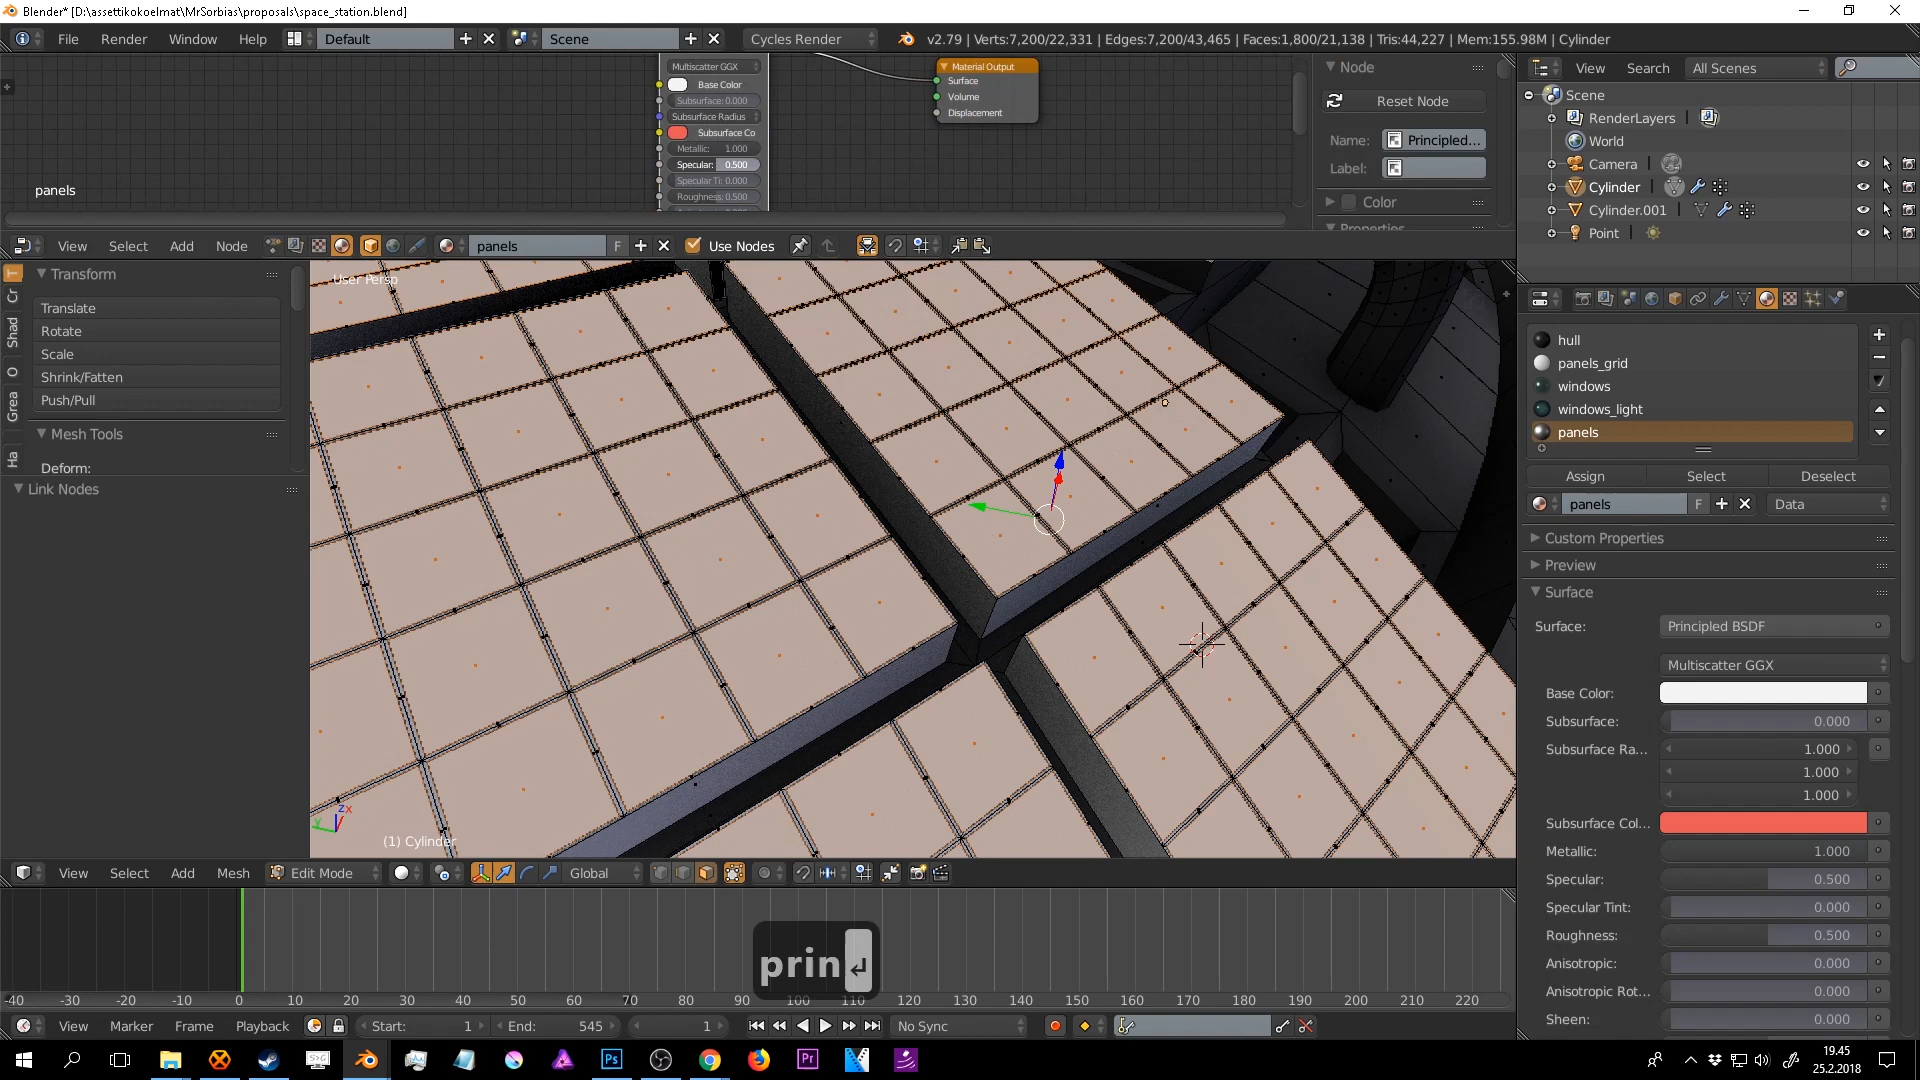 Blender* [D:\assettikokoelmat\MrSorbias\proposals\space_station.blend]
File Render Window Help Default Scene Cycles Render v2.79 | Verts:7,200/22,331 | Edges:7,200/43,465 | Faces:1,800/21,138 | Tris:44,227 | Mem:155.98M | Cylinder
Multiscatter GGX
Base Color
Subsurface: 0.000
Subsurface Radius
Subsurface Co
Metallic: 1.000
Specular: 0.500
Specular Ti: 0.000
Roughness: 0.500
Material Output
Surface
Volume
Displacement
panels
Node
Reset Node
Name: Principled...
Label:
Color
Properties
View Search All Scenes
Scene
RenderLayers
World
Camera
Cylinder
Cylinder.001
Point
View Select Add Node panels F Use Nodes
T
Cr
Shad
O
Grea
Ha
Transform
Translate
Rotate
Scale
Shrink/Fatten
Push/Pull
Mesh Tools
Deform:
Link Nodes
User Persp
z x
y
(1) Cylinder
hull
panels_grid
windows
windows_light
panels
Assign Select Deselect
panels F Data
Custom Properties
Preview
Surface
Surface: Principled BSDF
Multiscatter GGX
Base Color:
Subsurface: 0.000
Subsurface Ra... 1.000
1.000
1.000
Subsurface Col...
Metallic: 1.000
Specular: 0.500
Specular Tint: 0.000
Roughness: 0.500
Anisotropic: 0.000
Anisotropic Rot... 0.000
Sheen: 0.000
View Select Add Mesh Edit Mode Global
prin↵
-40 -30 -20 -10 0 10 20 30 40 50 60 70 80 90 100 110 120 130 140 150 160 170 180 190 200 210 220
View Marker Frame Playback Start: 1 End: 545 1 No Sync
Ps Pr
19.45
25.2.2018